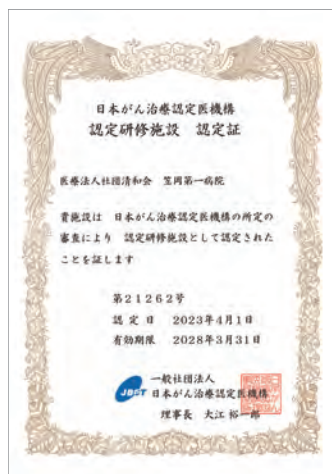 日本がん治療認定医機構
認定研修施設 認定証
医療法人社団清和会 笠岡第一病院
貴施設は 日本がん治療認定医機構の所定の
審査により 認定研修施設として認定された
ことを証します
第21262号
認定日 2023年4月1日
有効期限 2028年3月31日
一般社団法人
JBCT 日本がん治療認定医機構
理事長 大江 裕一郎